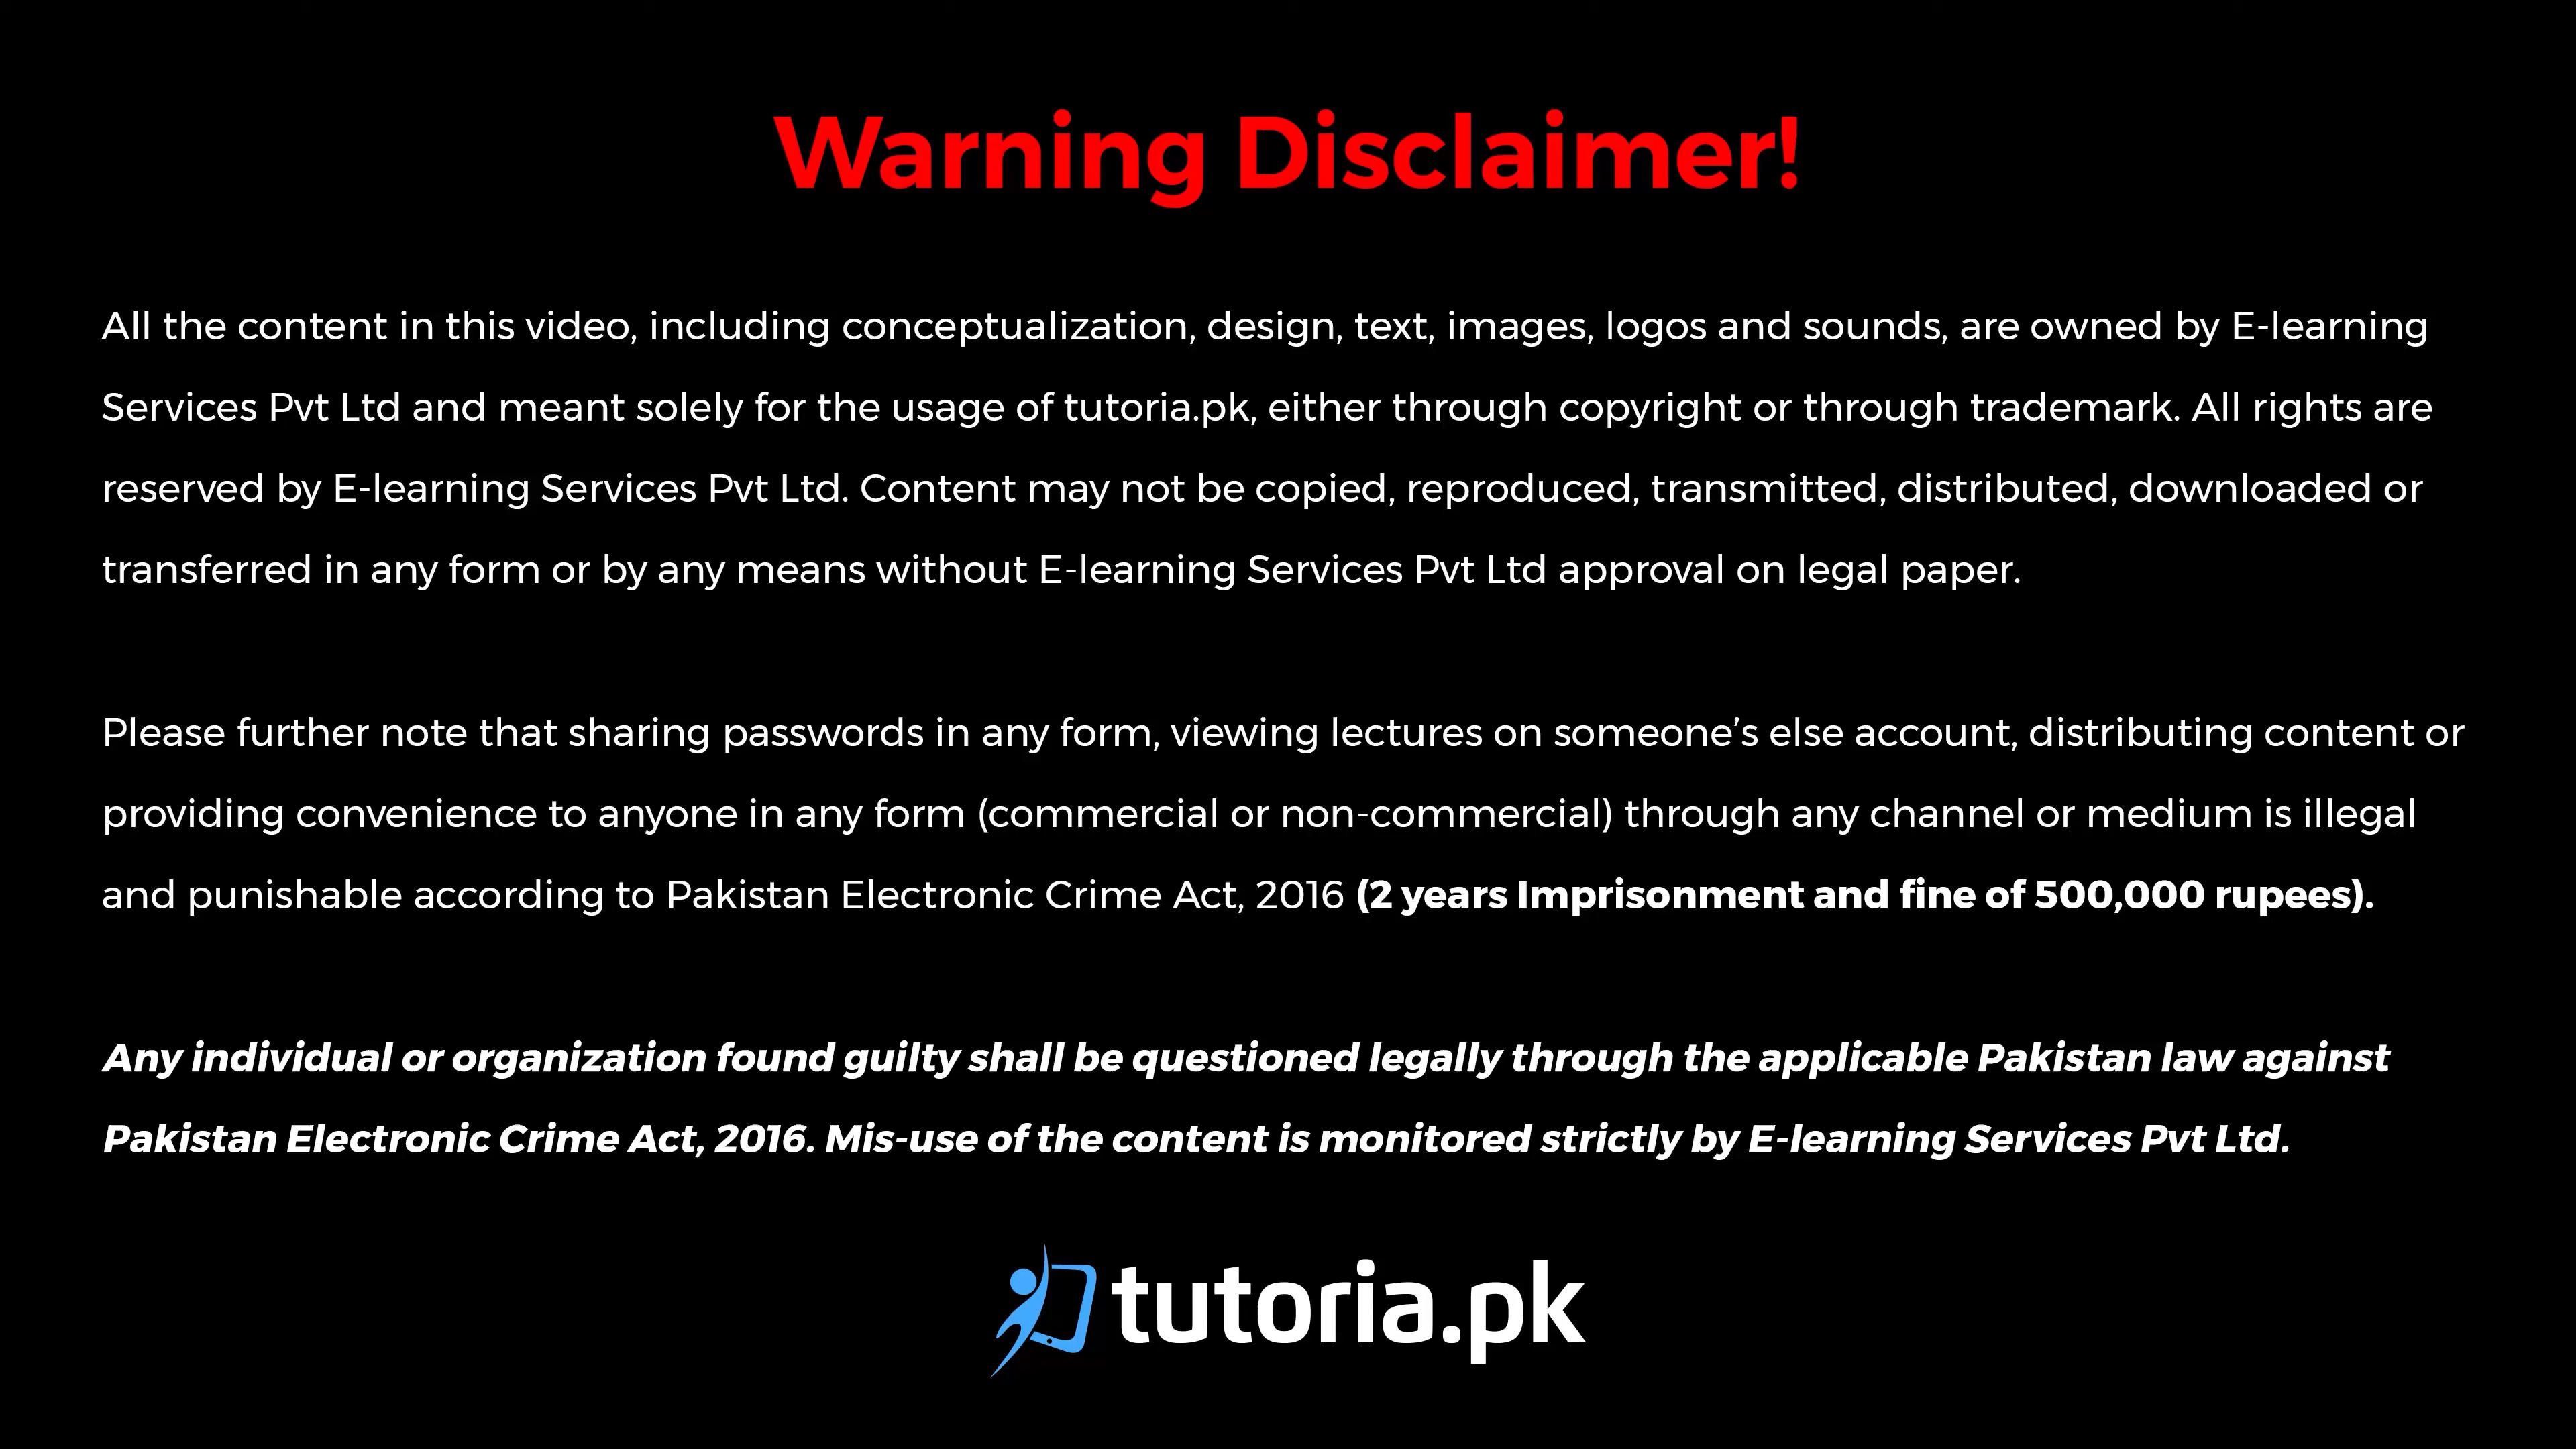 Warning Disclaimer!
All the content in this video, including conceptualization, design, text, images, logos and sounds, are owned by E-learning
Services Pvt Ltd and meant solely for the usage of tutoria.pk, either through copyright or through trademark. All rights are
reserved by E-learning Services Pvt Ltd. Content may not be copied, reproduced, transmitted, distributed, downloaded or
transferred in any form or by any means without E-learning Services Pvt Ltd approval on legal paper.
Please further note that sharing passwords in any form, viewing lectures on someone’s else account, distributing content or
providing convenience to anyone in any form (commercial or non-commercial) through any channel or medium is illegal
and punishable according to Pakistan Electronic Crime Act, 2016 (2 years Imprisonment and fine of 500,000 rupees).
Any individual or organization found guilty shall be questioned legally through the applicable Pakistan law against
Pakistan Electronic Crime Act, 2016. Mis-use of the content is monitored strictly by E-learning Services Pvt Ltd.
tutoria.pk